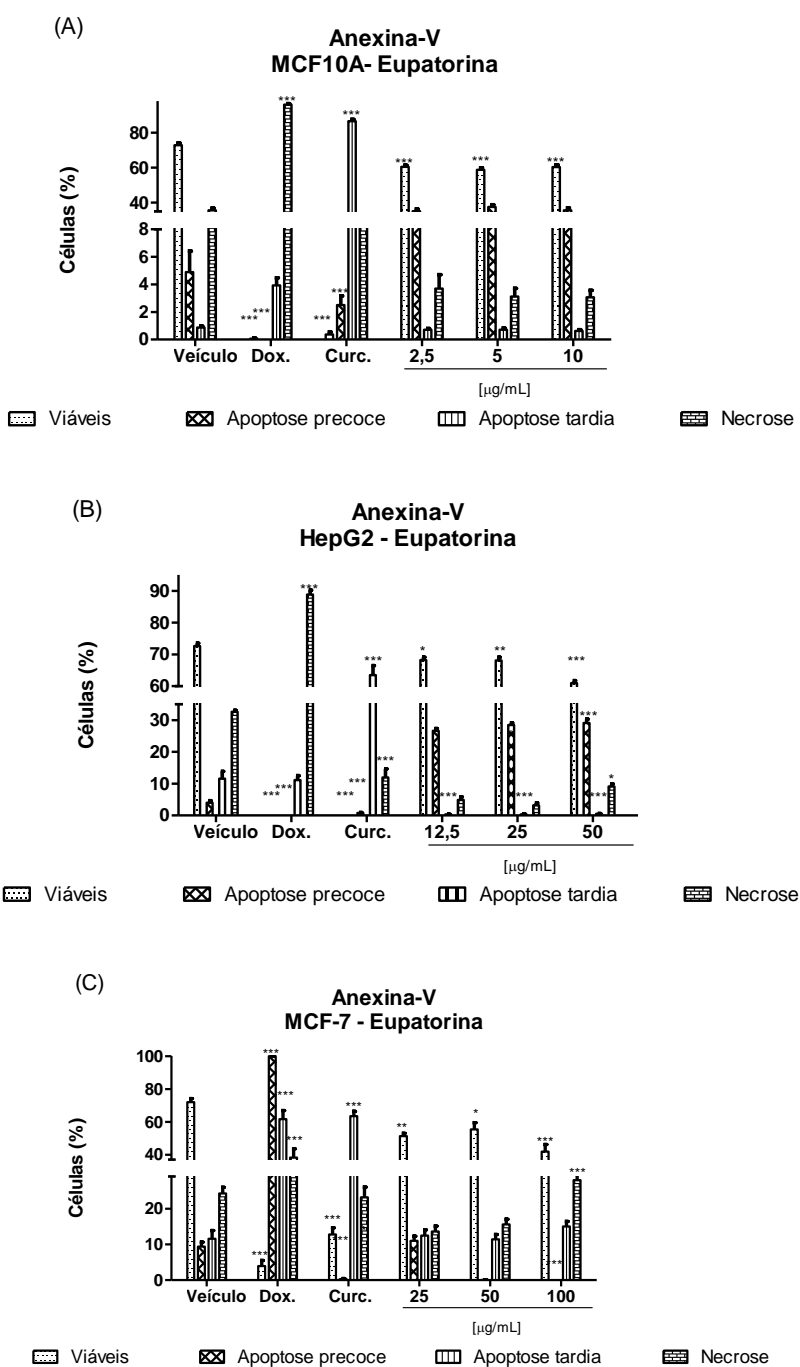 (A)
Anexina-V
MCF10A- Eupatorina
Células (%)
80
60
40
8
6
4
2
0
*** *** *** *** *** *** *** *** *** ***
Veículo Dox. Curc. 2,5 5 10
[µg/mL]
Viáveis Apoptose precoce Apoptose tardia Necrose
(B)
Anexina-V
HepG2 - Eupatorina
Células (%)
90
80
70
60
30
20
10
0
*** *** *** *** *** *** *** * *** ** *** *** *** *** *
Veículo Dox. Curc. 12,5 25 50
[µg/mL]
Viáveis Apoptose precoce Apoptose tardia Necrose
(C)
Anexina-V
MCF-7 - Eupatorina
Células (%)
100
80
60
40
20
10
0
*** *** *** *** *** ** *** ** * *** ** ***
Veículo Dox. Curc. 25 50 100
[µg/mL]
Viáveis Apoptose precoce Apoptose tardia Necrose